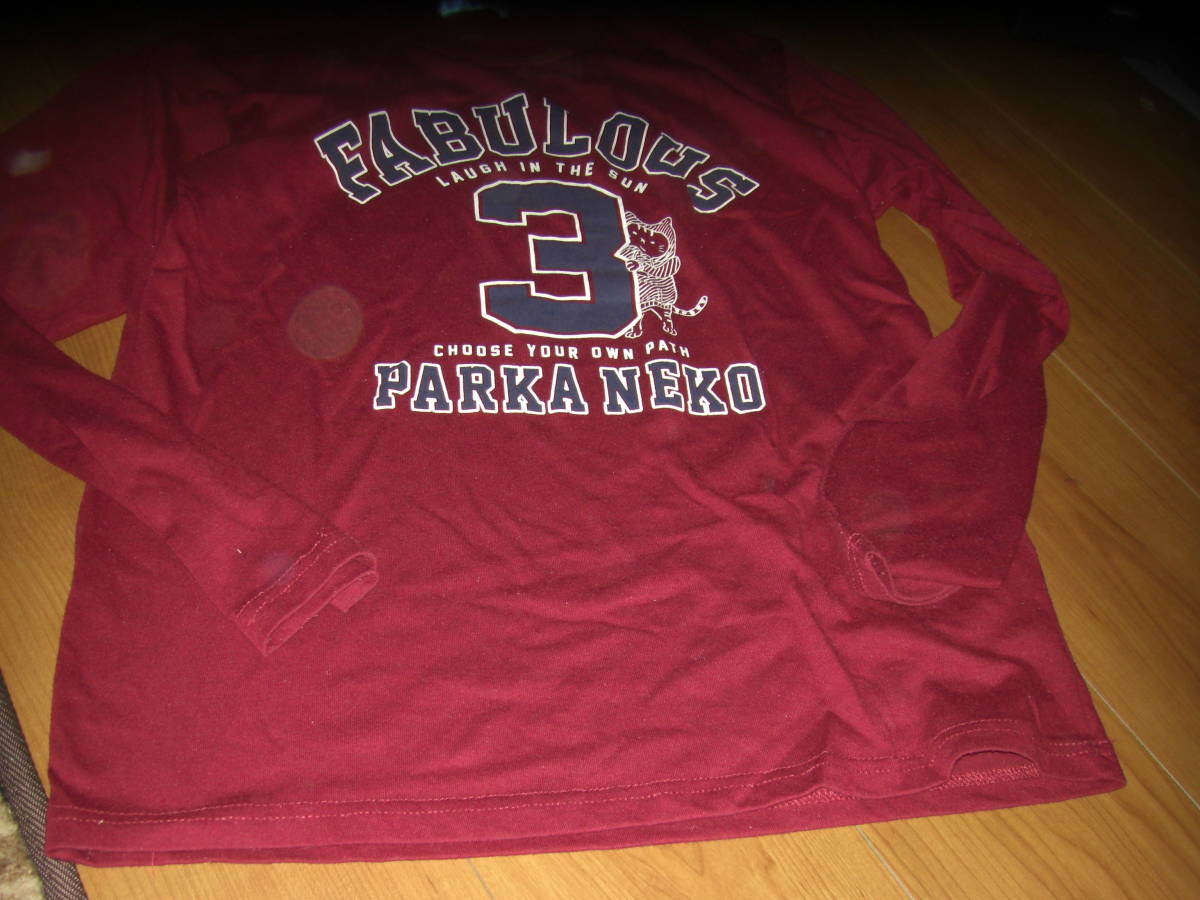 FABULOUS
LAUGH IN THE SUN
3
CHOOSE YOUR OWN PATH
PARKA NEKO